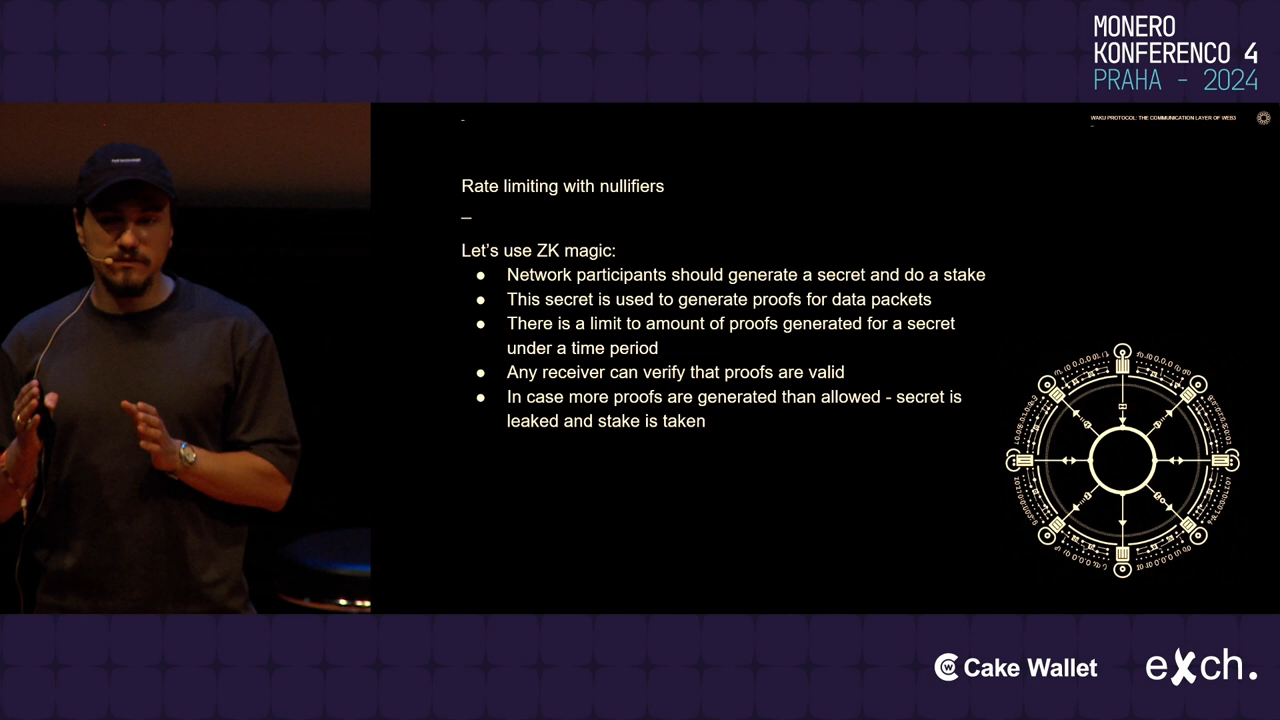 MONERO
KONFERENCO 4
PRAHA - 2024
WAKU PROTOCOL: THE COMMUNICATION LAYER OF WEB3
Rate limiting with nullifiers
Let's use ZK magic:
● Network participants should generate a secret and do a stake
● This secret is used to generate proofs for data packets
● There is a limit to amount of proofs generated for a secret
under a time period
● Any receiver can verify that proofs are valid
● In case more proofs are generated than allowed - secret is
leaked and stake is taken
Cake Wallet
exch.